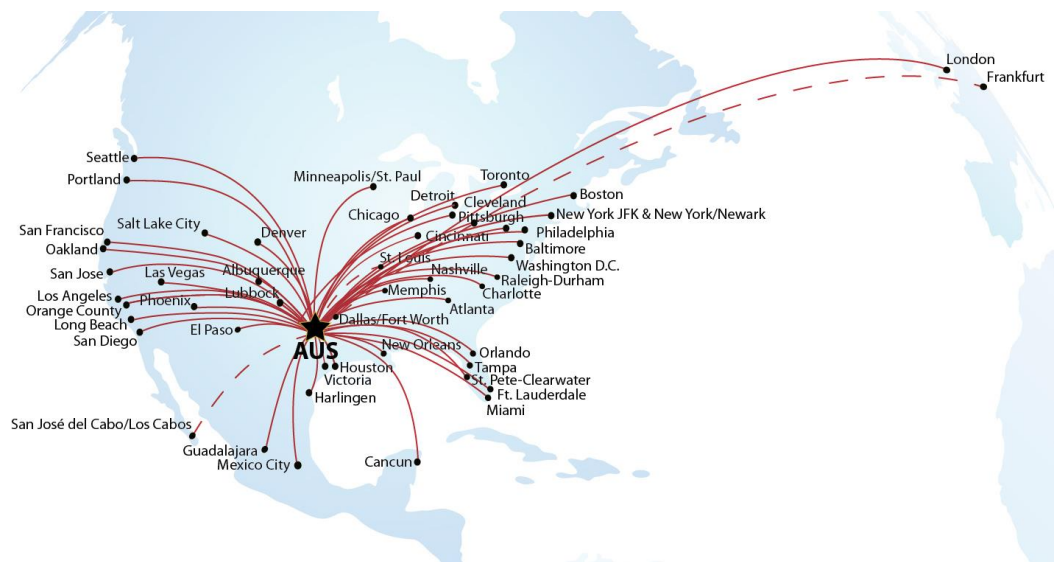 London
Frankfurt
Seattle
Portland
Minneapolis/St. Paul
Toronto
Detroit
Cleveland
Boston
Chicago
Pittsburgh
New York JFK & New York/Newark
Salt Lake City
San Francisco
Denver
Cincinnati
Philadelphia
Oakland
Baltimore
St. Louis
Washington D.C.
San Jose
Las Vegas
Albuquerque
Nashville
Raleigh-Durham
Los Angeles
Phoenix
Lubbock
Memphis
Charlotte
Orange County
Atlanta
Long Beach
El Paso
Dallas/Fort Worth
San Diego
AUS
New Orleans
Orlando
Houston
Tampa
Victoria
St. Pete-Clearwater
Harlingen
Ft. Lauderdale
Miami
San José del Cabo/Los Cabos
Guadalajara
Mexico City
Cancun